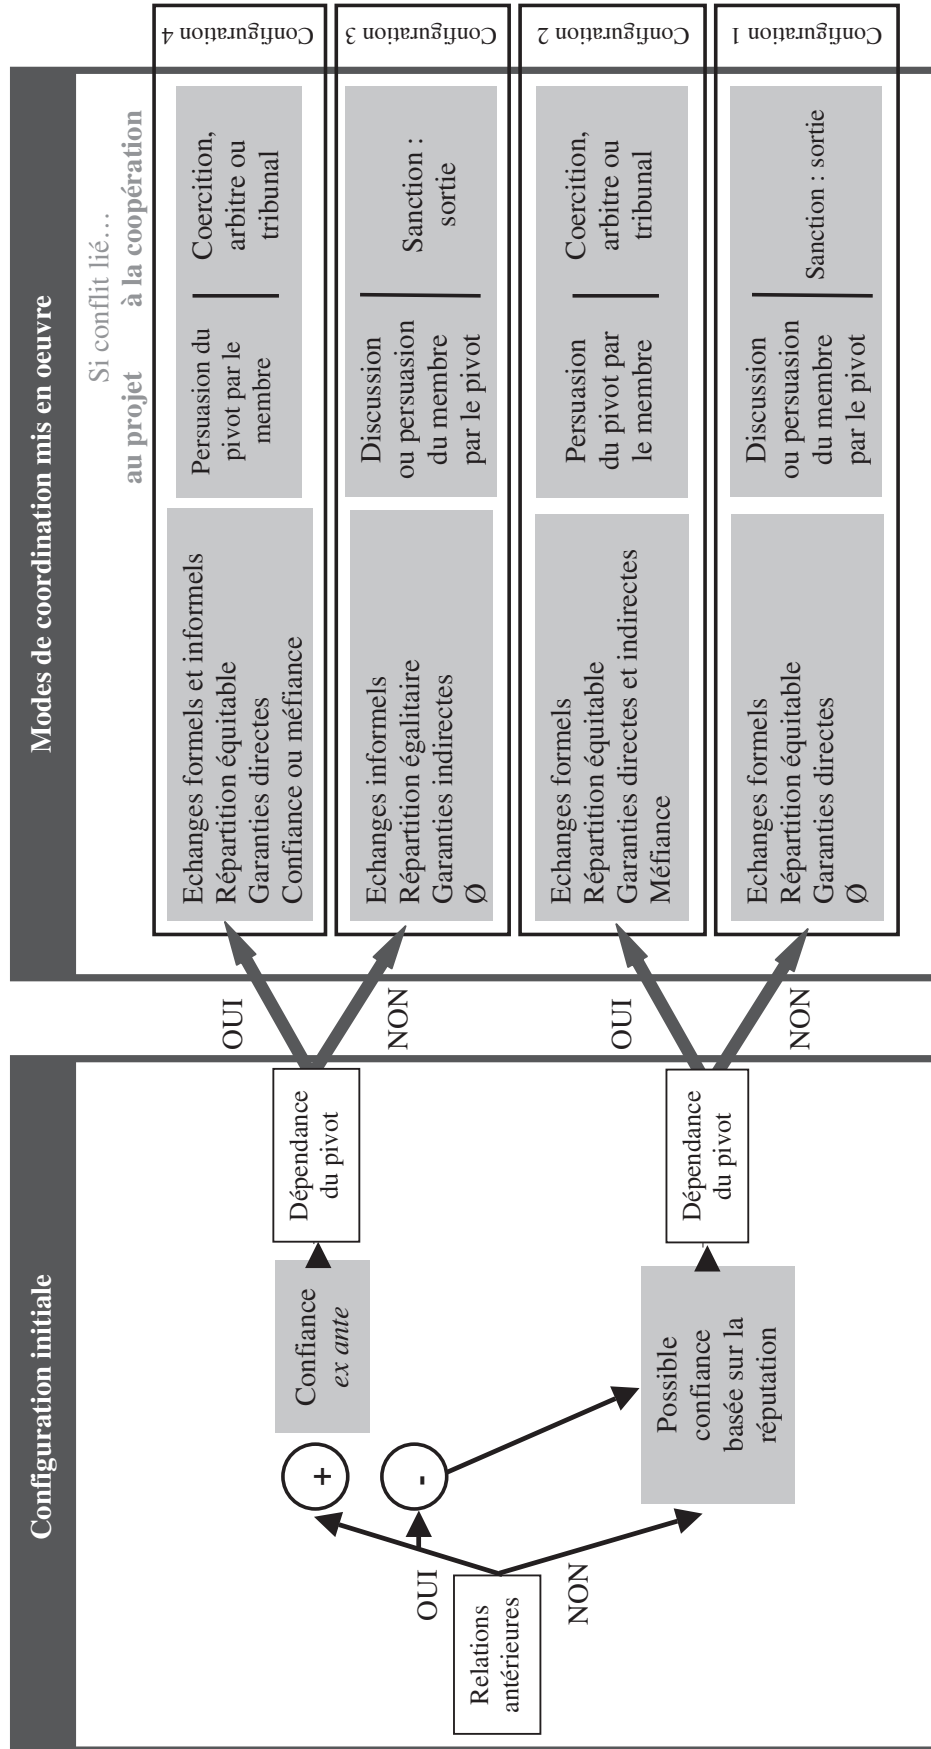 Configuration initiale
Modes de coordination mis en oeuvre
Relations
antérieures
OUI
NON
+
-
Confiance
ex ante
Possible
confiance
basée sur la
réputation
Dépendance
du pivot
Dépendance
du pivot
OUI
NON
OUI
NON
Si conflit lié…
au projet
à la coopération
Echanges formels et informels
Répartition équitable
Garanties directes
Confiance ou méfiance
Persuasion du
pivot par le
membre
Coercition,
arbitre ou
tribunal
Configuration 4
Echanges informels
Répartition égalitaire
Garanties indirectes
Ø
Discussion
ou persuasion
du membre
par le pivot
Sanction :
sortie
Configuration 3
Echanges formels
Répartition équitable
Garanties directes et indirectes
Méfiance
Persuasion
du pivot par
le membre
Coercition,
arbitre ou
tribunal
Configuration 2
Echanges formels
Répartition équitable
Garanties directes
Ø
Discussion
ou persuasion
du membre
par le pivot
Sanction : sortie
Configuration 1